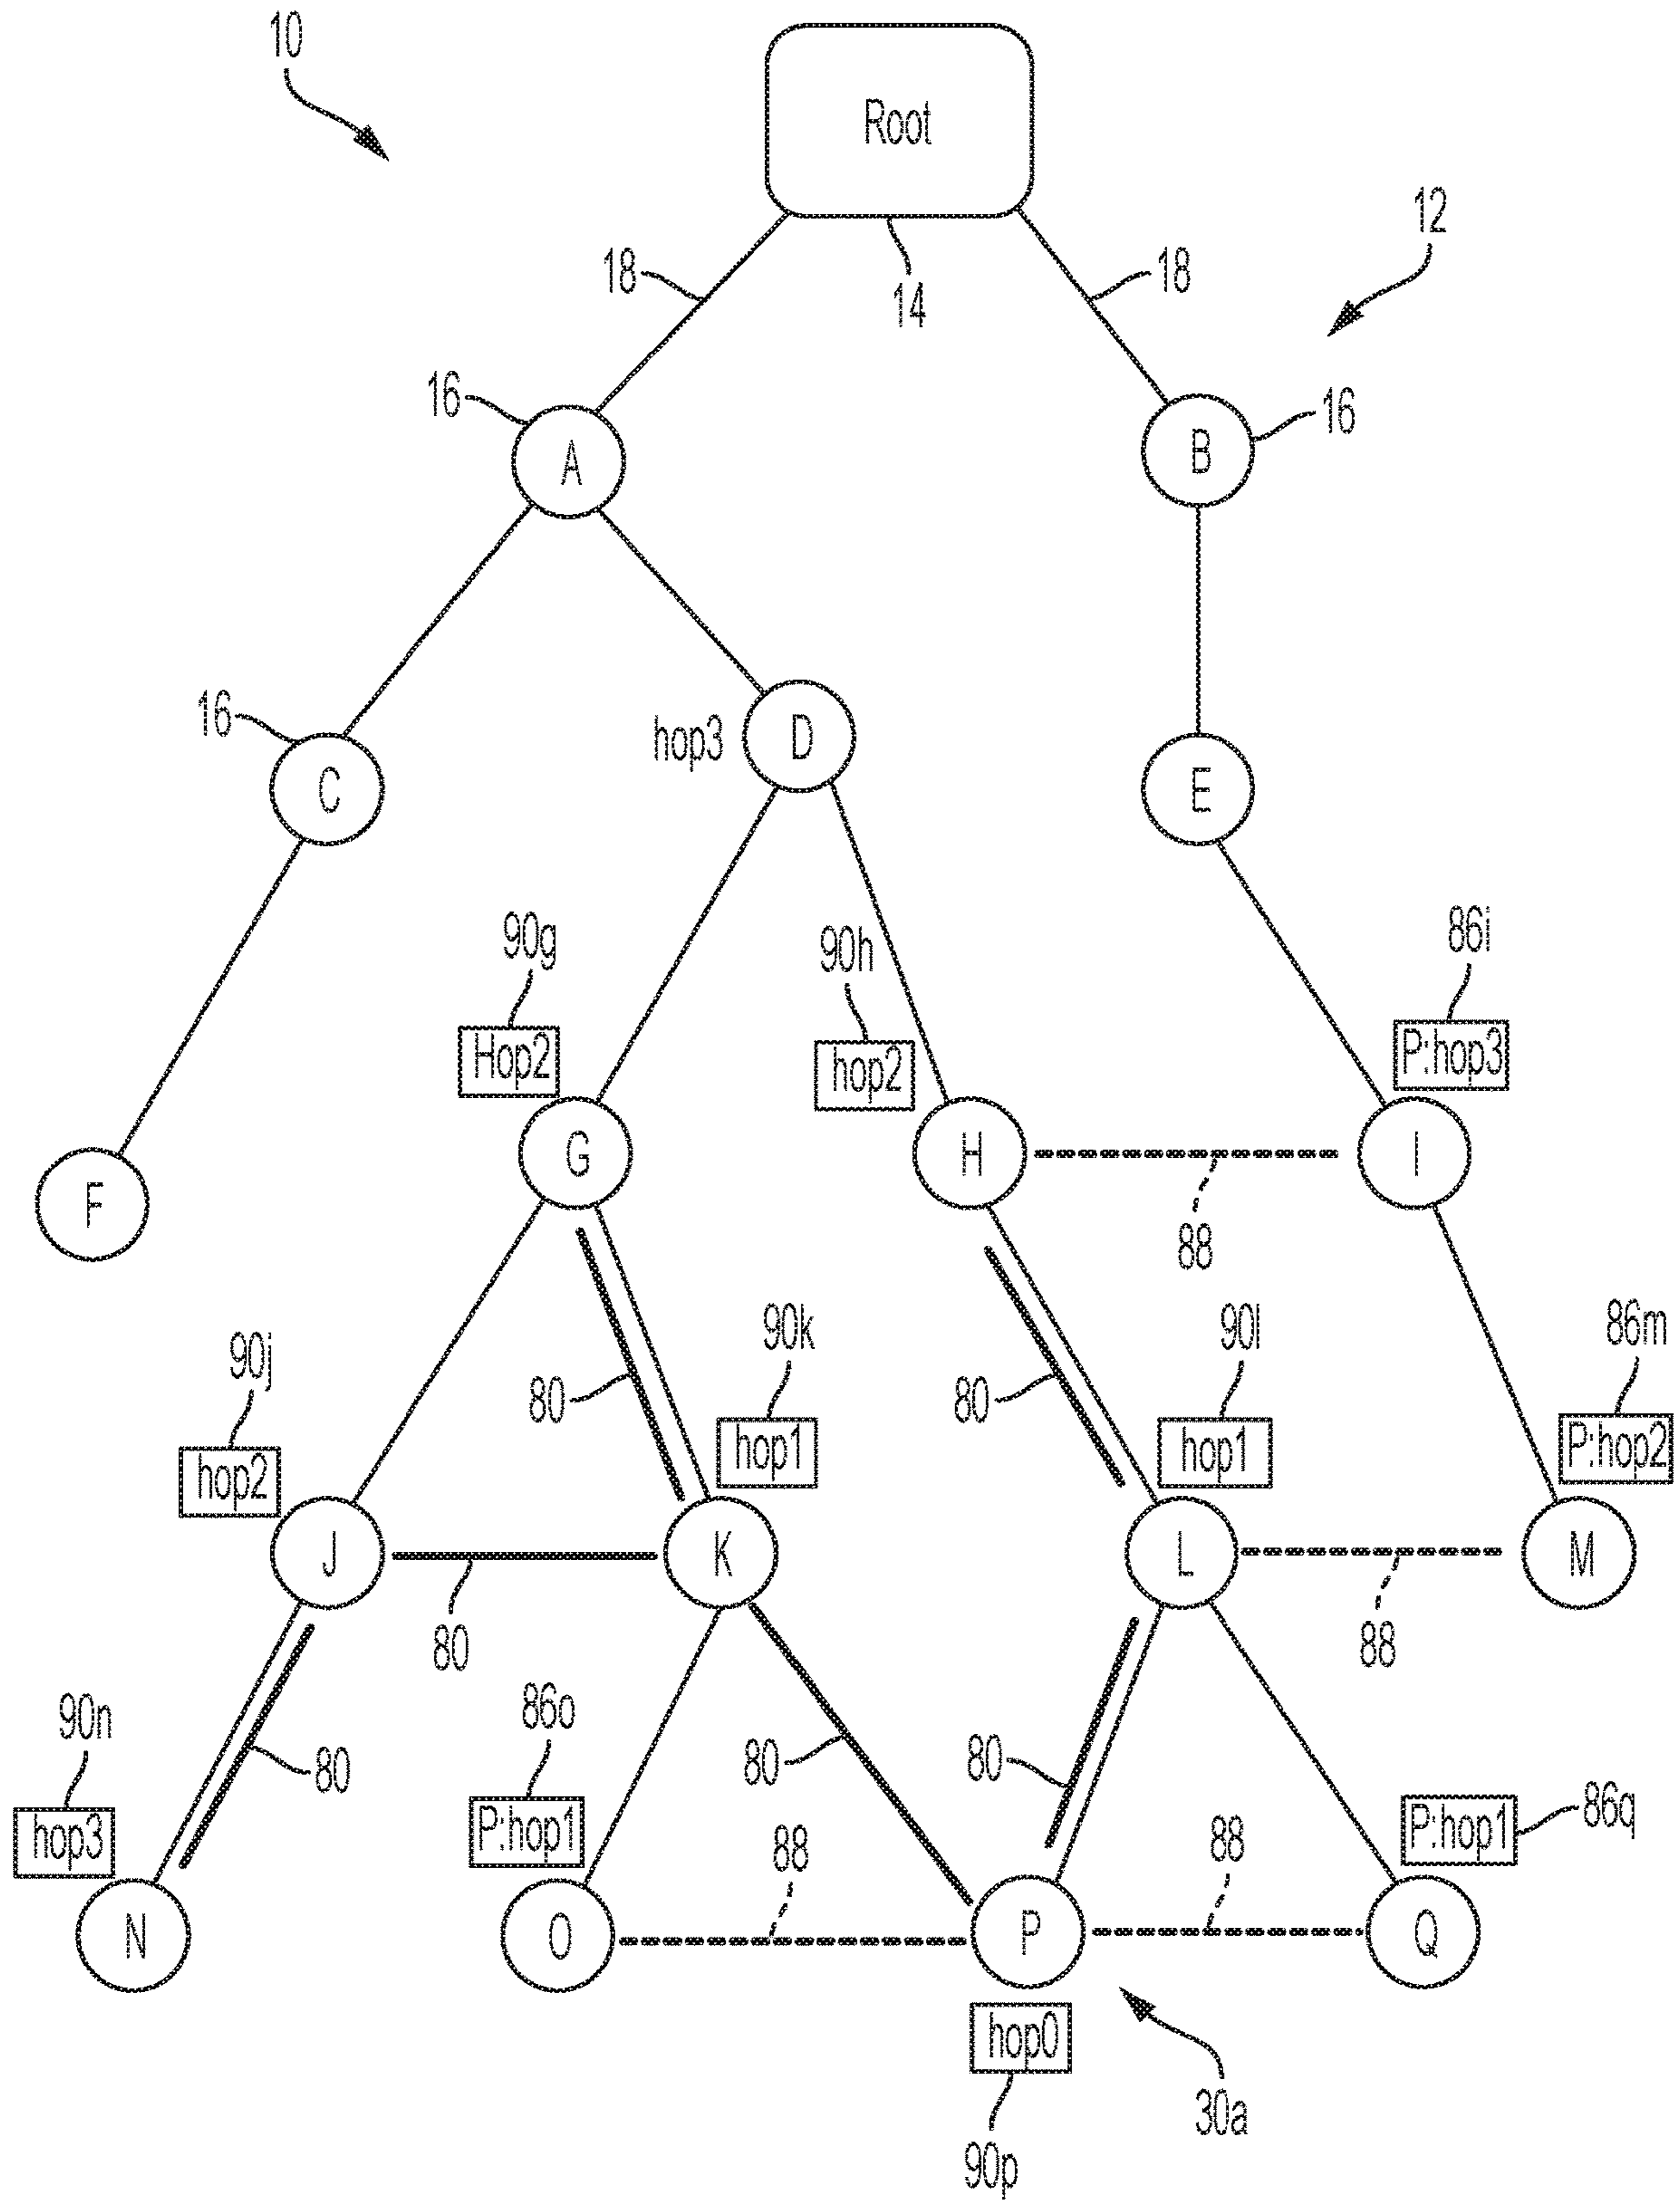 10
Root
12
18
18
14
16
A
B
16
16
hop3
D
C
E
90g
90h
86i
Hop2
hop2
P:hop3
G
H
I
F
88
90j
90k
90l
86m
80
80
hop2
hop1
hop1
P:hop2
J
K
L
M
80
88
90n
86o
80
80
80
88
88
86q
hop3
P:hop1
P:hop1
N
O
P
Q
hop0
30a
90p